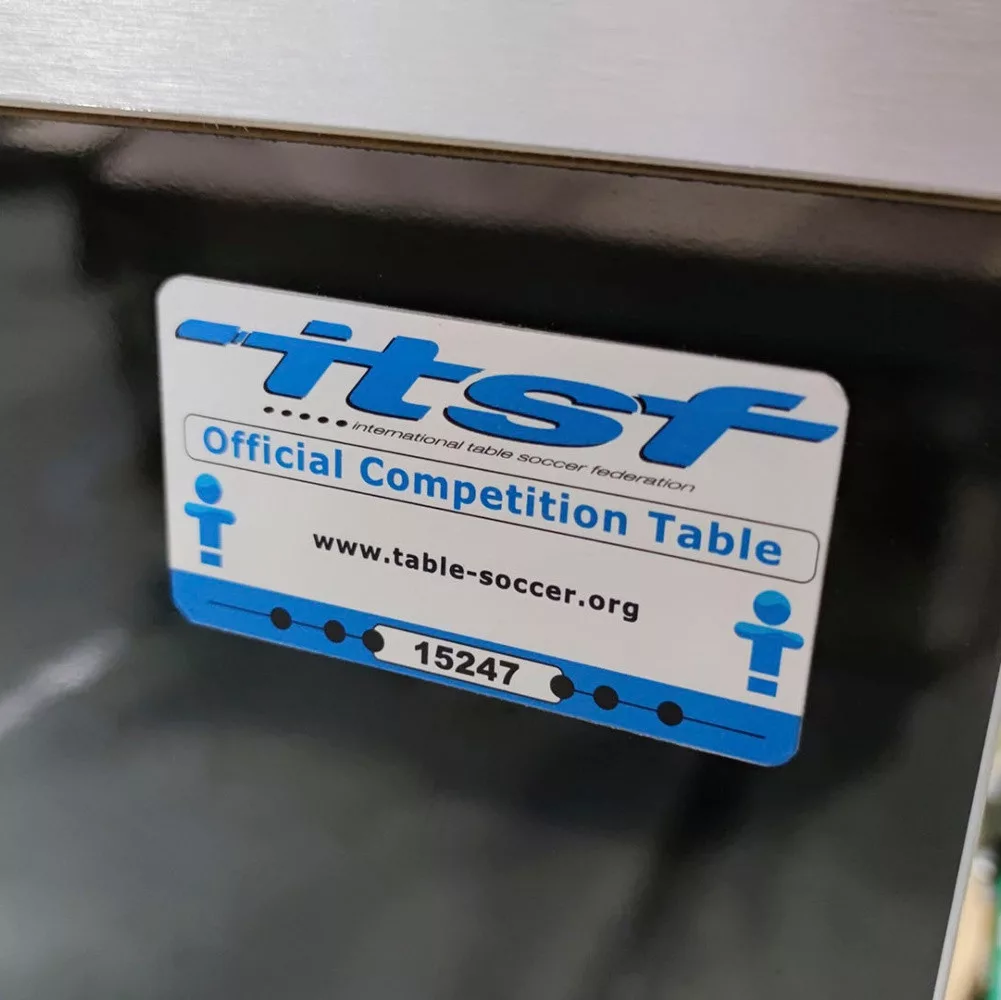 itsf
international table soccer federation
Official Competition Table
www.table-soccer.org
15247